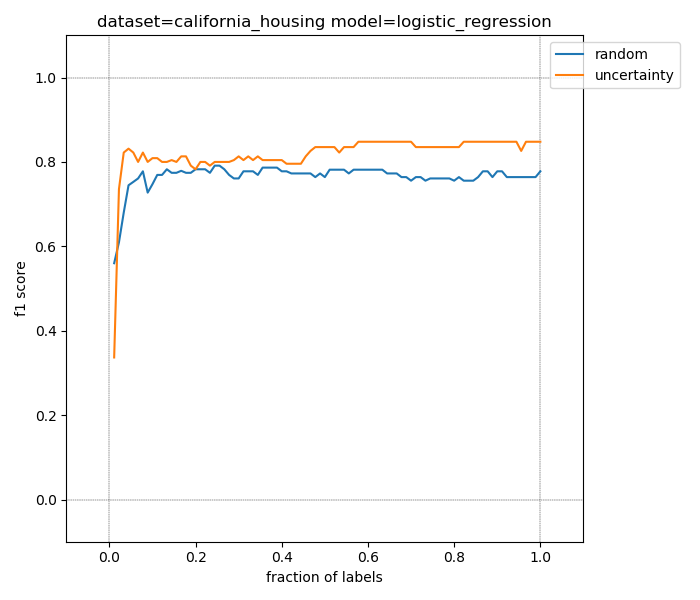 dataset=california_housing model=logistic_regression
random
uncertainty
1.0
0.8
0.6
0.4
0.2
0.0
f1 score
0.0 0.2 0.4 0.6 0.8 1.0
fraction of labels